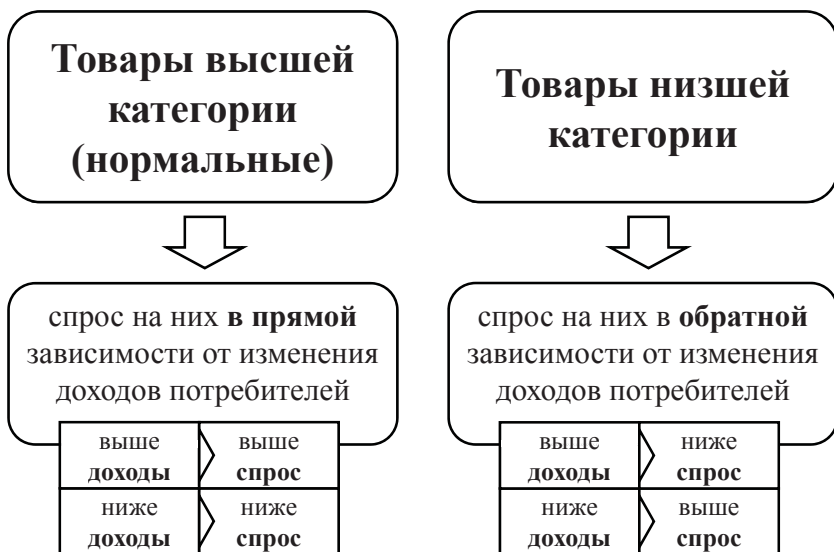 Товары высшей
категории
(нормальные)
спрос на них в прямой
зависимости от изменения
доходов потребителей
выше
доходы
выше
спрос
ниже
доходы
ниже
спрос
Товары низшей
категории
спрос на них в обратной
зависимости от изменения
доходов потребителей
выше
доходы
ниже
спрос
ниже
доходы
выше
спрос